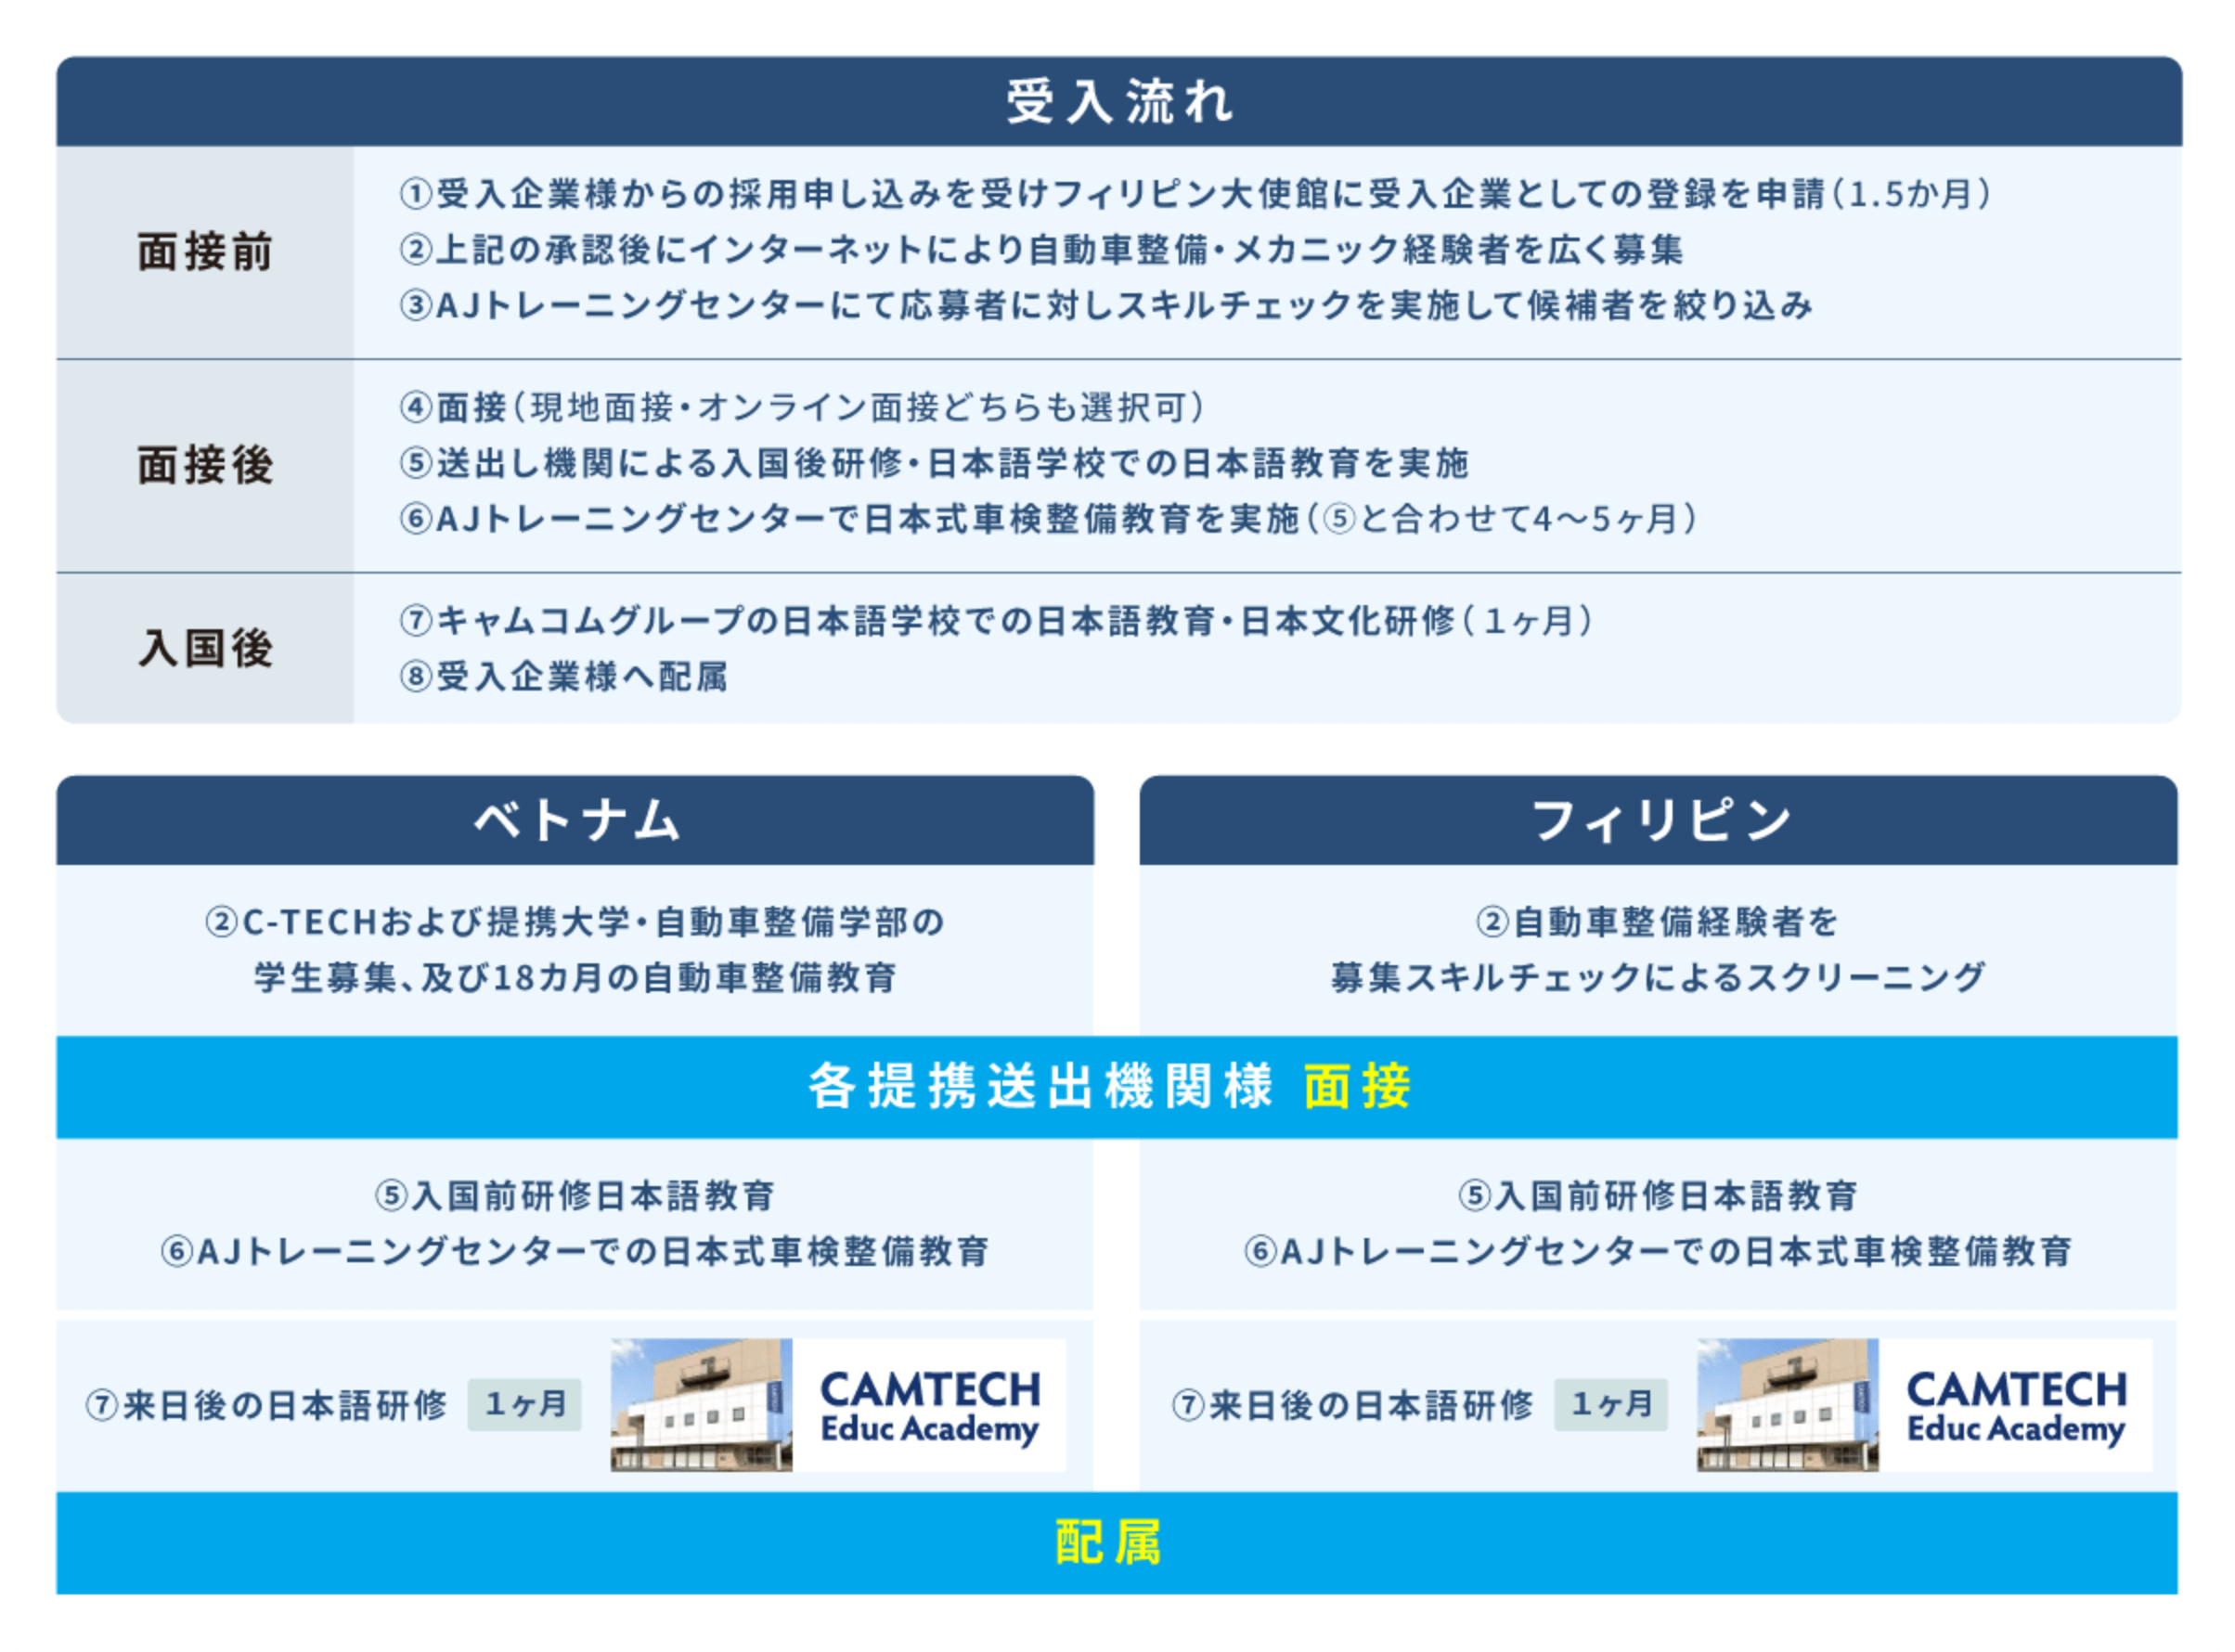 受入流れ
面接前
①受入企業様からの採用申し込みを受けフィリピン大使館に受入企業としての登録を申請(1.5か月)
②上記の承認後にインターネットにより自動車整備・メカニック経験者を広く募集
③AJトレーニングセンターにて応募者に対しスキルチェックを実施して候補者を絞り込み
面接後
④面接(現地面接・オンライン面接どちらも選択可)
⑤送出し機関による入国後研修・日本語学校での日本語教育を実施
⑥AJトレーニングセンターで日本式車検整備教育を実施(⑤と合わせて4〜5ヶ月)
入国後
⑦キャムコムグループの日本語学校での日本語教育・日本文化研修(1ヶ月)
⑧受入企業様へ配属
ベトナム
②C-TECHおよび提携大学・自動車整備学部の
学生募集、及び18カ月の自動車整備教育
フィリピン
②自動車整備経験者を
募集スキルチェックによるスクリーニング
各提携送出機関様 面接
⑤入国前研修日本語教育
⑥AJトレーニングセンターでの日本式車検整備教育
⑤入国前研修日本語教育
⑥AJトレーニングセンターでの日本式車検整備教育
⑦来日後の日本語研修 1ヶ月
CAMTECH
Educ Academy
⑦来日後の日本語研修 1ヶ月
CAMTECH
Educ Academy
配属